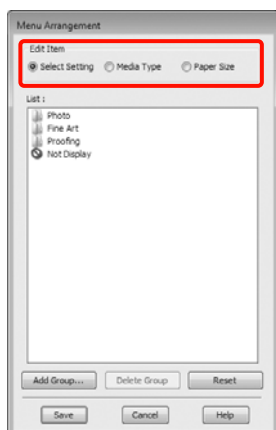 Menu Arrangement
Edit Item
Select Setting Media Type Paper Size
List :
Photo
Fine Art
Proofing
Not Display
Add Group... Delete Group Reset
Save Cancel Help